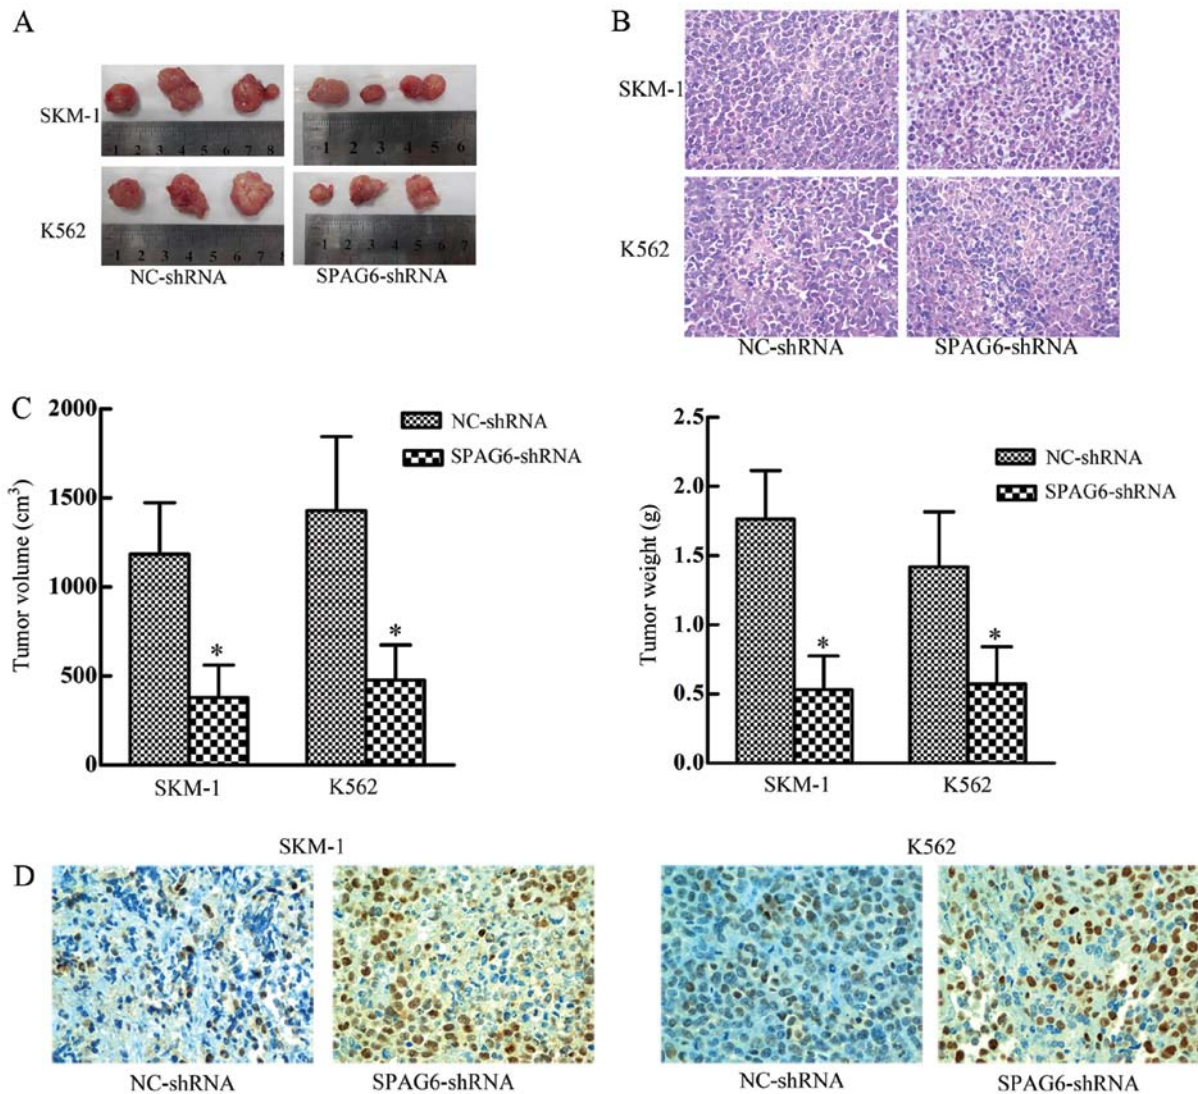 A
SKM-1
1 2 3 4 5 6 7 8
1 2 3 4 5 6
K562
1 2 3 4 5 6 7 8
1 2 3 4 5 6 7
NC-shRNA SPAG6-shRNA
B
SKM-1
K562
NC-shRNA SPAG6-shRNA
C
Tumor volume (cm³)
2000
1500
1000
500
0
NC-shRNA
SPAG6-shRNA
*
*
SKM-1 K562
Tumor weight (g)
2.5
2.0
1.5
1.0
0.5
0.0
NC-shRNA
SPAG6-shRNA
*
*
SKM-1 K562
D
SKM-1 K562
NC-shRNA SPAG6-shRNA NC-shRNA SPAG6-shRNA